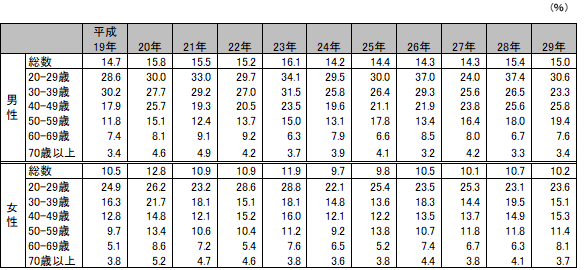 (%)
平成
19年 20年 21年 22年 23年 24年 25年 26年 27年 28年 29年
男性
総数 14.7 15.8 15.5 15.2 16.1 14.2 14.4 14.3 14.3 15.4 15.0
20-29歳 28.6 30.0 33.0 29.7 34.1 29.5 30.0 37.0 24.0 37.4 30.6
30-39歳 30.2 27.7 29.2 27.0 31.5 25.8 26.4 29.3 25.6 26.5 23.3
40-49歳 17.9 25.7 19.3 20.5 23.5 19.6 21.1 21.9 23.8 25.6 25.8
50-59歳 11.8 15.1 12.4 13.7 15.0 13.1 17.8 13.4 16.4 18.0 19.4
60-69歳 7.4 8.1 9.1 9.2 6.3 7.9 6.6 8.5 8.0 6.7 7.6
70歳以上 3.4 4.6 4.9 4.2 3.7 3.9 4.1 3.2 4.2 3.3 3.4
女性
総数 10.5 12.8 10.9 10.9 11.9 9.7 9.8 10.5 10.1 10.7 10.2
20-29歳 24.9 26.2 23.2 28.6 28.8 22.1 25.4 23.5 25.3 23.1 23.6
30-39歳 16.3 21.7 18.1 15.1 18.1 14.8 13.6 18.3 14.4 19.5 15.1
40-49歳 12.8 14.8 12.1 15.2 16.0 12.1 12.2 13.5 13.7 14.9 15.3
50-59歳 9.7 13.4 10.6 10.4 11.2 9.2 13.8 10.7 11.8 11.8 11.4
60-69歳 5.1 8.6 7.2 5.4 7.6 6.5 5.2 7.4 6.7 6.3 8.1
70歳以上 3.8 5.2 4.7 4.6 3.8 3.6 3.8 4.4 3.8 4.1 3.7